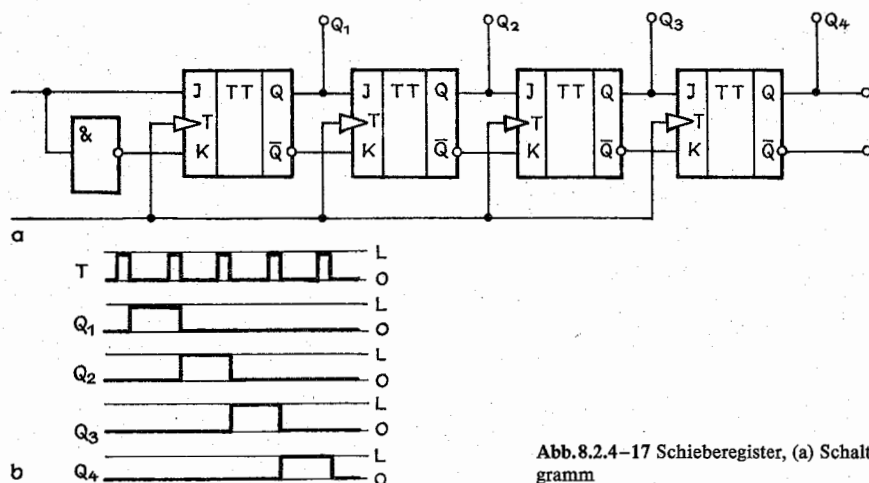 Q₁ Q₂ Q₃ Q₄
J TT Q J TT Q J TT Q J TT Q
T T T T
& K Q̅ K Q̅ K Q̅ K Q̅
a
T L O
Q₁ L O
Q₂ L O
Q₃ L O
Q₄ L O
b
Abb.8.2.4–17 Schieberegister, (a) Schalt
gramm